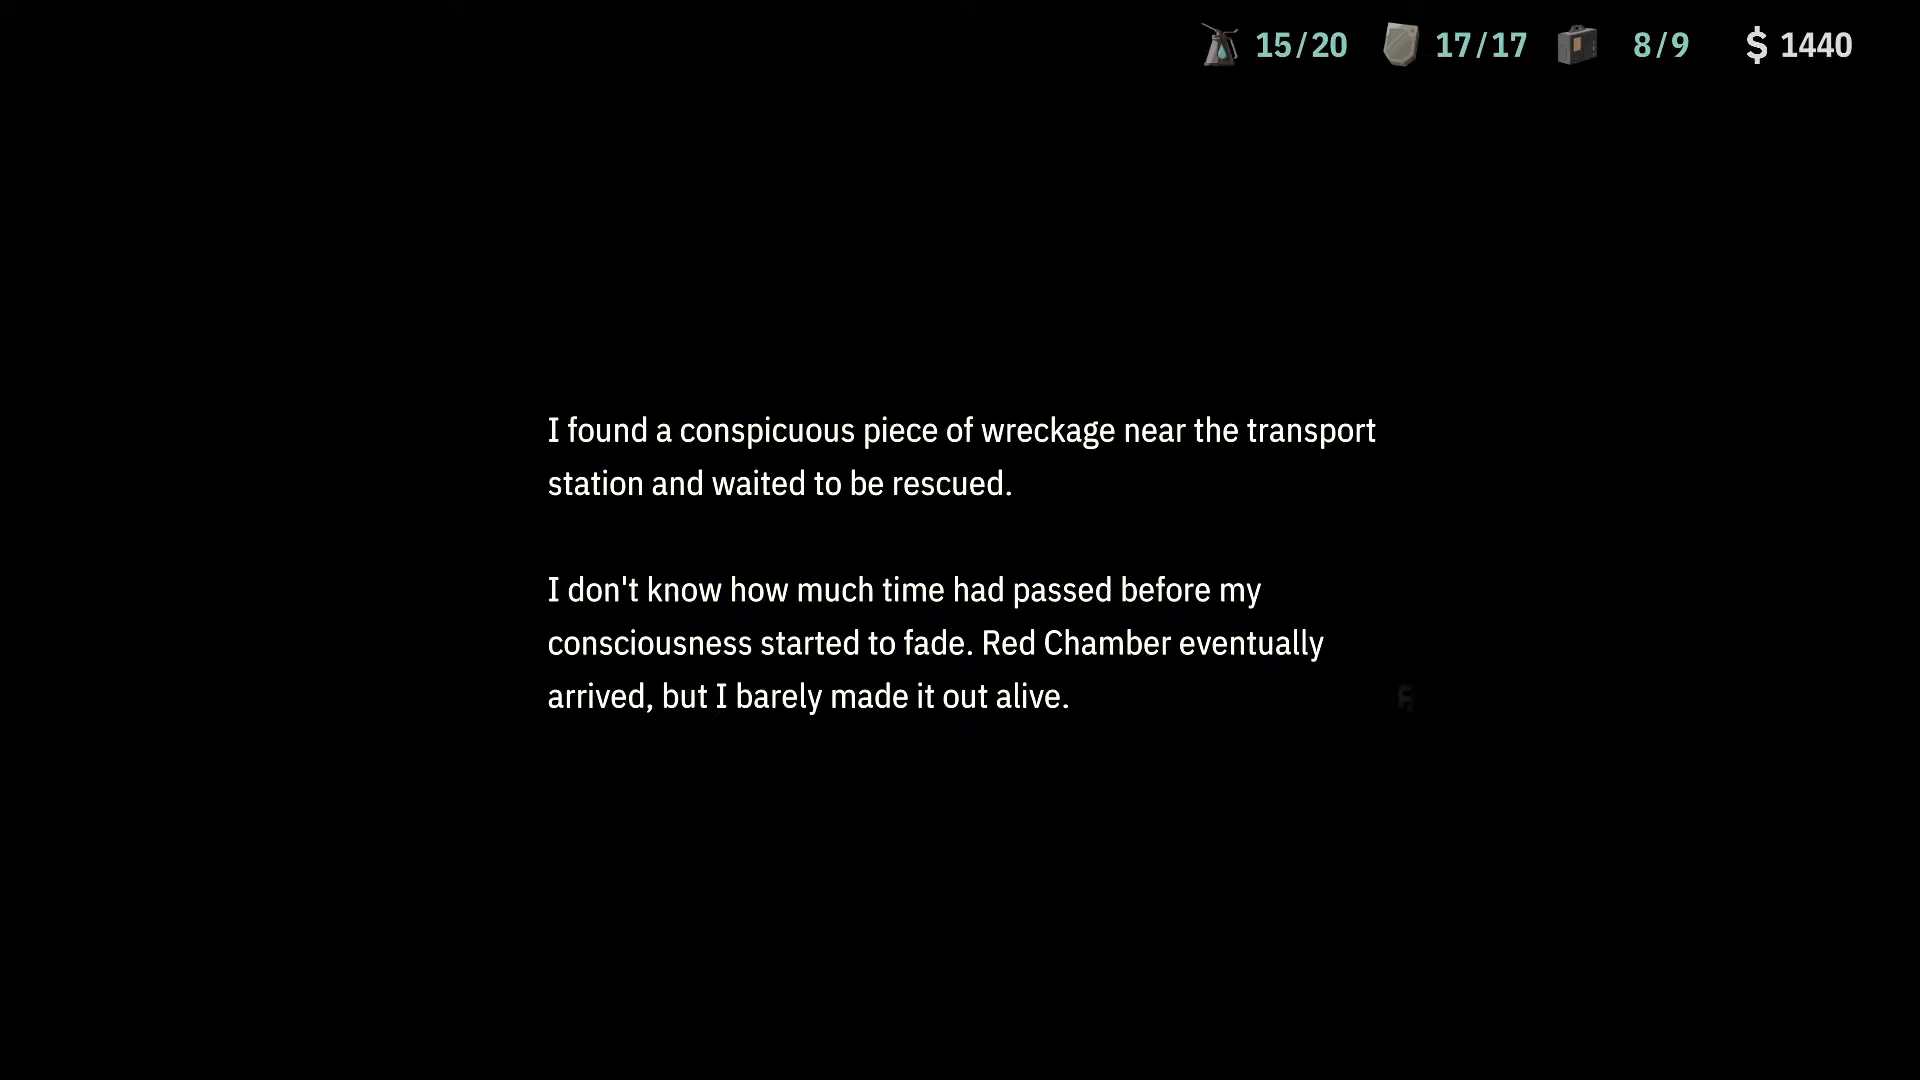 15/20 17/17 8/9 $ 1440
I found a conspicuous piece of wreckage near the transport
station and waited to be rescued.
I don't know how much time had passed before my
consciousness started to fade. Red Chamber eventually
arrived, but I barely made it out alive.